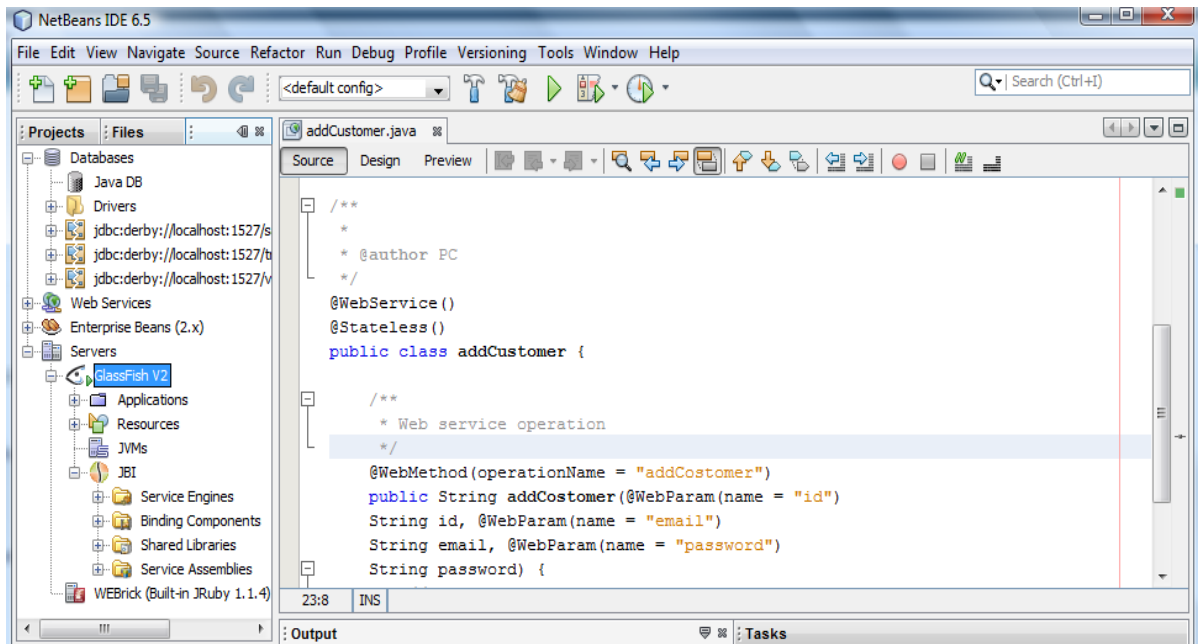 NetBeans IDE 6.5
File Edit View Navigate Source Refactor Run Debug Profile Versioning Tools Window Help
<default config>
Search (Ctrl+I)
Projects Files
addCustomer.java
Source Design Preview
Databases
Java DB
Drivers
jdbc:derby://localhost:1527/s
jdbc:derby://localhost:1527/t
jdbc:derby://localhost:1527/v
Web Services
Enterprise Beans (2.x)
Servers
GlassFish V2
Applications
Resources
JVMs
JBI
Service Engines
Binding Components
Shared Libraries
Service Assemblies
WEBrick (Built-in JRuby 1.1.4)
/**
*
* @author PC
*/
@WebService()
@Stateless()
public class addCustomer {
/**
* Web service operation
*/
@WebMethod(operationName = "addCostomer")
public String addCostomer(@WebParam(name = "id")
String id, @WebParam(name = "email")
String email, @WebParam(name = "password")
String password) {
23:8 INS
Output
Tasks